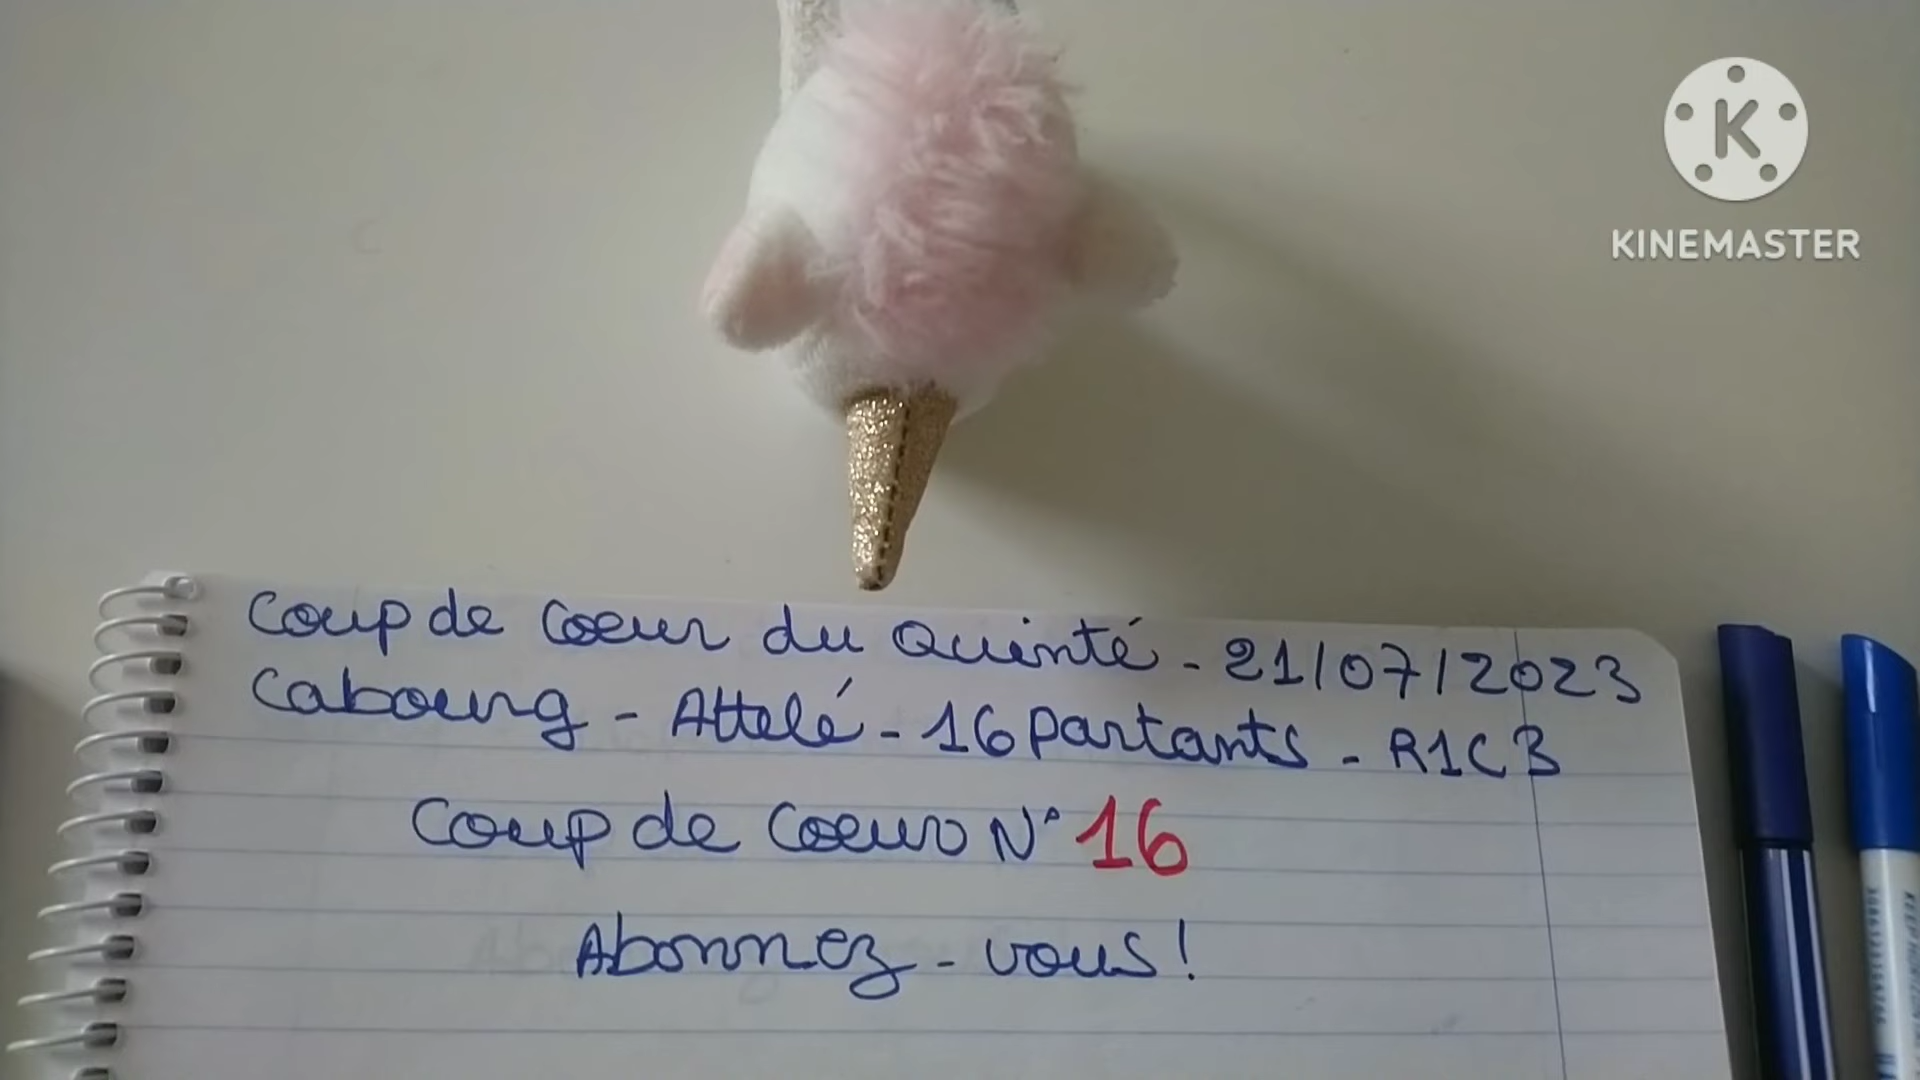 K
KINEMASTER
Coup de Coeur du Quinté - 21/07/2023
Cabourg - Attelé - 16 Partants - R1C3
Coup de Coeur N° 16
Abonnez-vous!